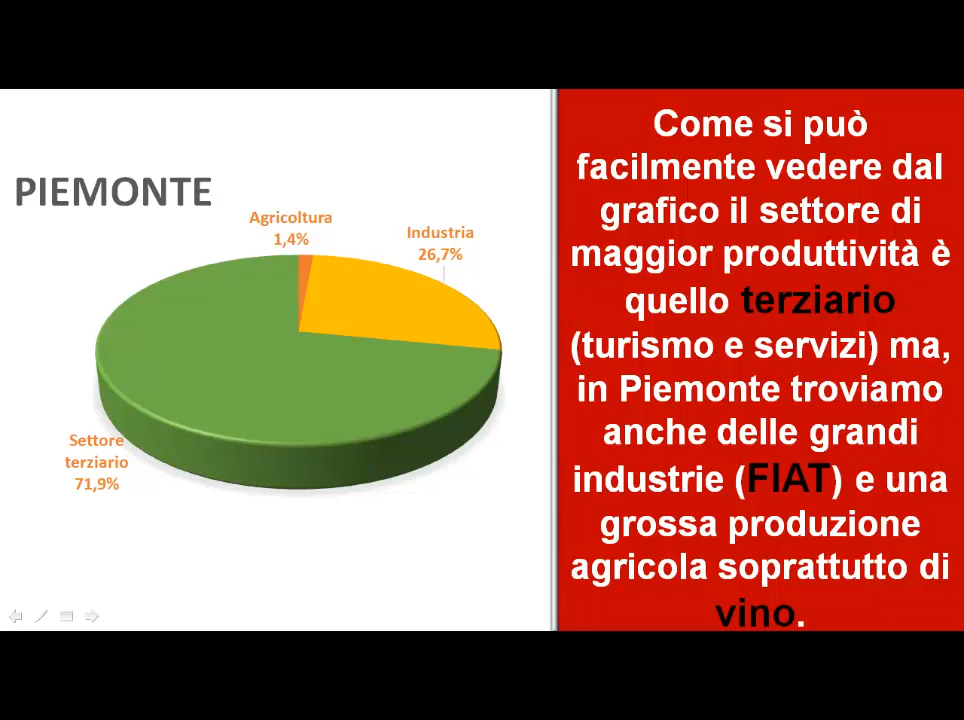 PIEMONTE
Agricoltura
1,4%
Industria
26,7%
Settore
terziario
71,9%
Come si può
facilmente vedere dal
grafico il settore di
maggior produttività è
quello terziario
(turismo e servizi) ma,
in Piemonte troviamo
anche delle grandi
industrie (FIAT) e una
grossa produzione
agricola soprattutto di
vino.